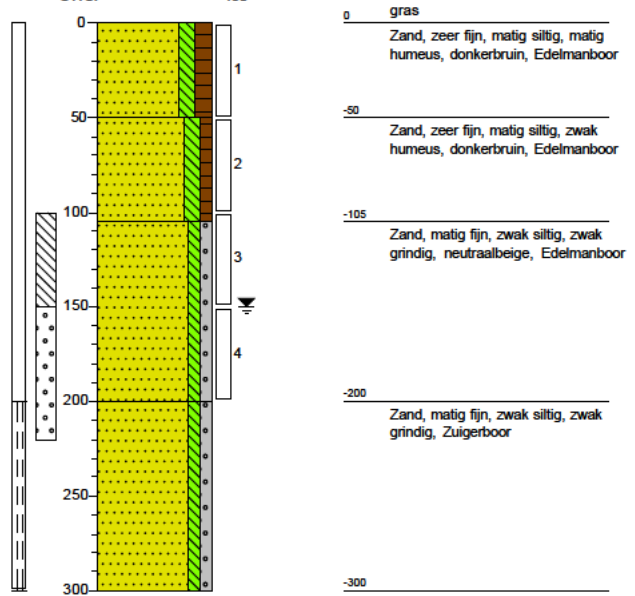 0
50
100
150
200
250
300
1
2
3
4
0
gras
Zand, zeer fijn, matig siltig, matig
humeus, donkerbruin, Edelmanboor
-50
Zand, zeer fijn, matig siltig, zwak
humeus, donkerbruin, Edelmanboor
-105
Zand, matig fijn, zwak siltig, zwak
grindig, neutraalbeige, Edelmanboor
-200
Zand, matig fijn, zwak siltig, zwak
grindig, Zuigerboor
-300